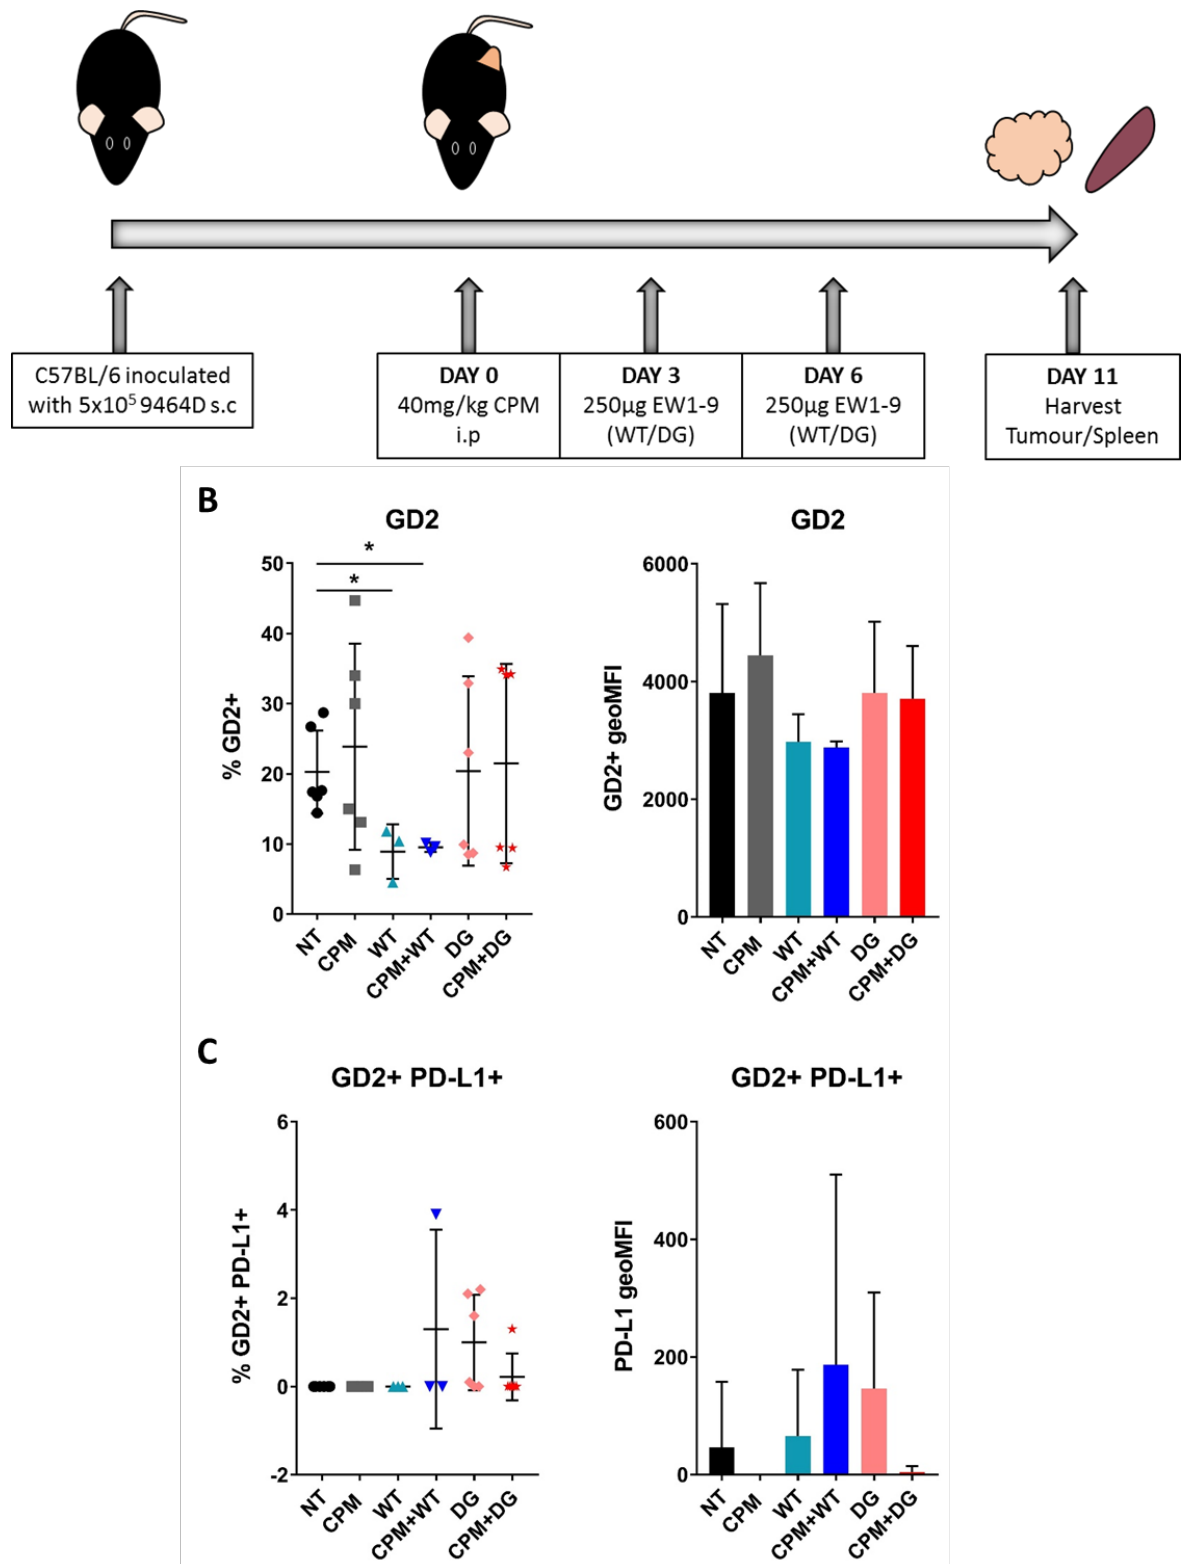 C57BL/6 inoculated
with 5x10⁵ 9464D s.c
DAY 0
40mg/kg CPM
i.p
DAY 3
250µg EW1-9
(WT/DG)
DAY 6
250µg EW1-9
(WT/DG)
DAY 11
Harvest
Tumour/Spleen
B
GD2
% GD2+
50
40
30
20
10
0
*
*
NT
CPM
WT
CPM+WT
DG
CPM+DG
GD2
GD2+ geoMFI
6000
4000
2000
0
NT
CPM
WT
CPM+WT
DG
CPM+DG
C
GD2+ PD-L1+
% GD2+ PD-L1+
6
4
2
0
-2
NT
CPM
WT
CPM+WT
DG
CPM+DG
GD2+ PD-L1+
PD-L1 geoMFI
600
400
200
0
NT
CPM
WT
CPM+WT
DG
CPM+DG